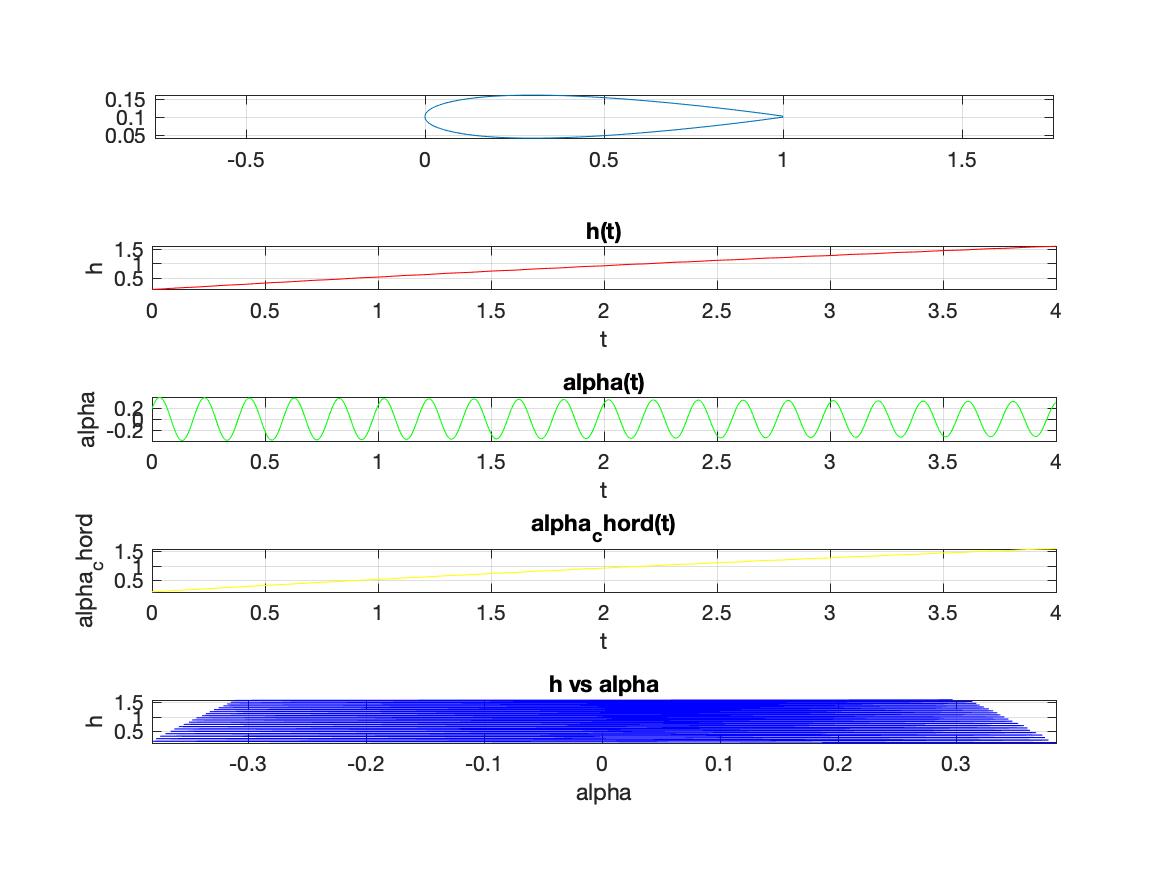 0.15
0.1
0.05
-0.5 0 0.5 1 1.5
h(t)
1.5
1
0.5
h
0 0.5 1 1.5 2 2.5 3 3.5 4
t
alpha(t)
0.2
0
-0.2
alpha
0 0.5 1 1.5 2 2.5 3 3.5 4
t
alpha_chord(t)
1.5
1
0.5
alpha_chord
0 0.5 1 1.5 2 2.5 3 3.5 4
t
h vs alpha
1.5
1
0.5
h
-0.3 -0.2 -0.1 0 0.1 0.2 0.3
alpha